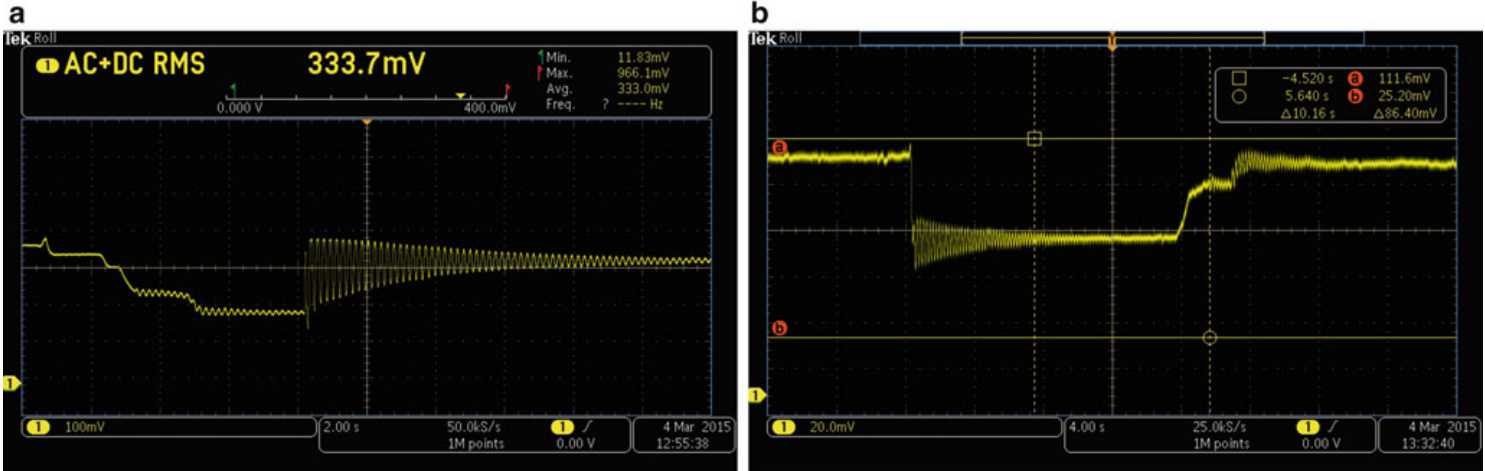 a
Tek Roll
1 AC+DC RMS 333.7mV
Min. 11.83mV
Max. 966.1mV
Avg. 333.0mV
Freq. ? ---- Hz
0.000 V 400.0mV
1
1 100mV
2.00 s 50.0kS/s
1M points
1
0.00 V
4 Mar 2015
12:55:38
b
Tek Roll
-4.520 s a 111.6mV
5.640 s b 25.20mV
△10.16 s △86.40mV
a
b
1
1 20.0mV
4.00 s 25.0kS/s
1M points
1
0.00 V
4 Mar 2015
13:32:40